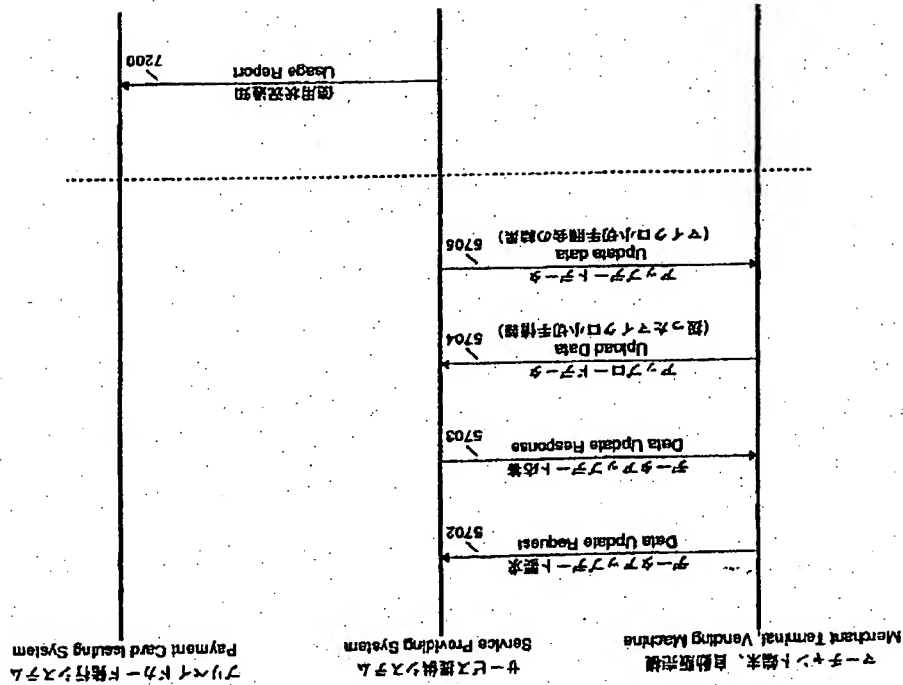 マーチャント端末、自動販売機
Merchant Terminal, Vending Machine
サービス提供システム
Service Providing System
プリペイドカード発行システム
Payment Card Issuing System
データアップデート要求
Data Update Request
5702
データアップデート応答
Data Update Response
5703
アップロードデータ
Upload Data
(扱ったマイクロ小切手情報)
5704
アップデートデータ
Update data
(マイクロ小切手照会の結果)
5705
使用状況通知
Usage Report
7200